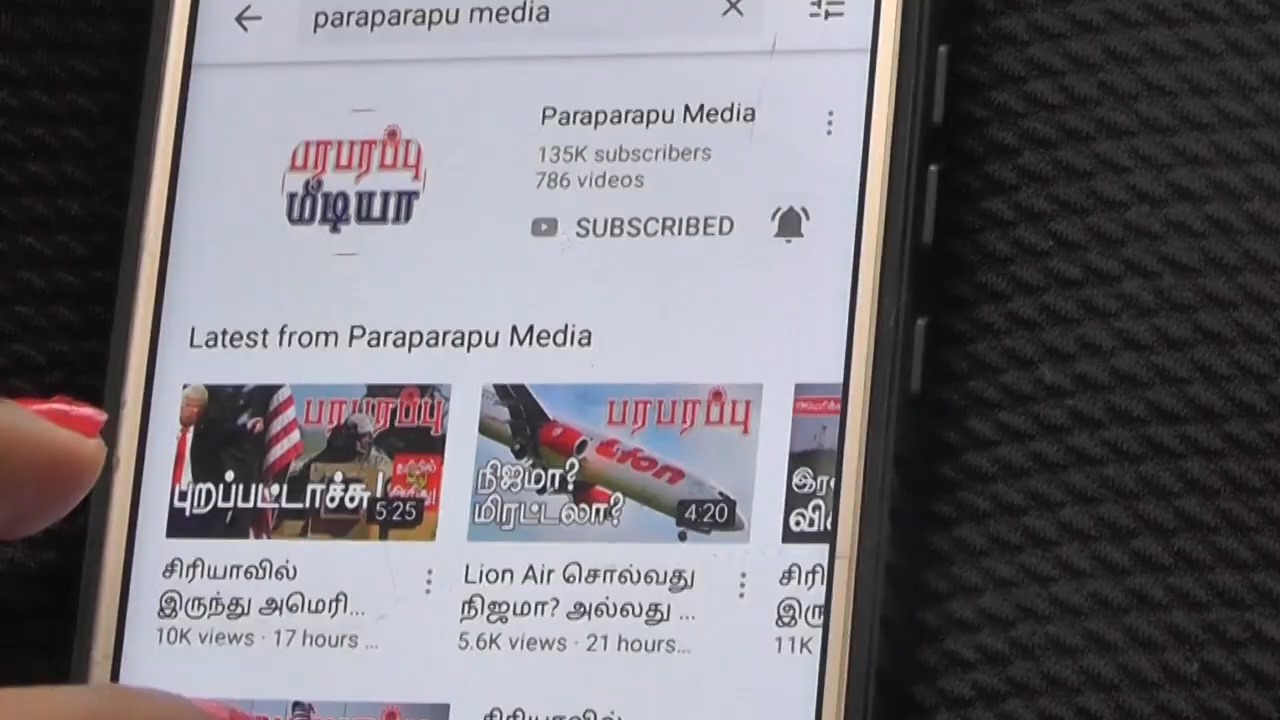 paraparapu media
பரபரப்பு
மீடியா
Paraparapu Media
135K subscribers
786 videos
SUBSCRIBED
Latest from Paraparapu Media
பரபரப்பு
புறப்பட்டாச்சு!
5:25
சிரியாவில்
இருந்து அமெரி...
10K views · 17 hours ...
பரபரப்பு
Lion
நிஜமா?
மிரட்டலா?
4:20
Lion Air சொல்வது
நிஜமா? அல்லது ...
5.6K views · 21 hours...
சிரி
இரு
11K
சிரியாவில்